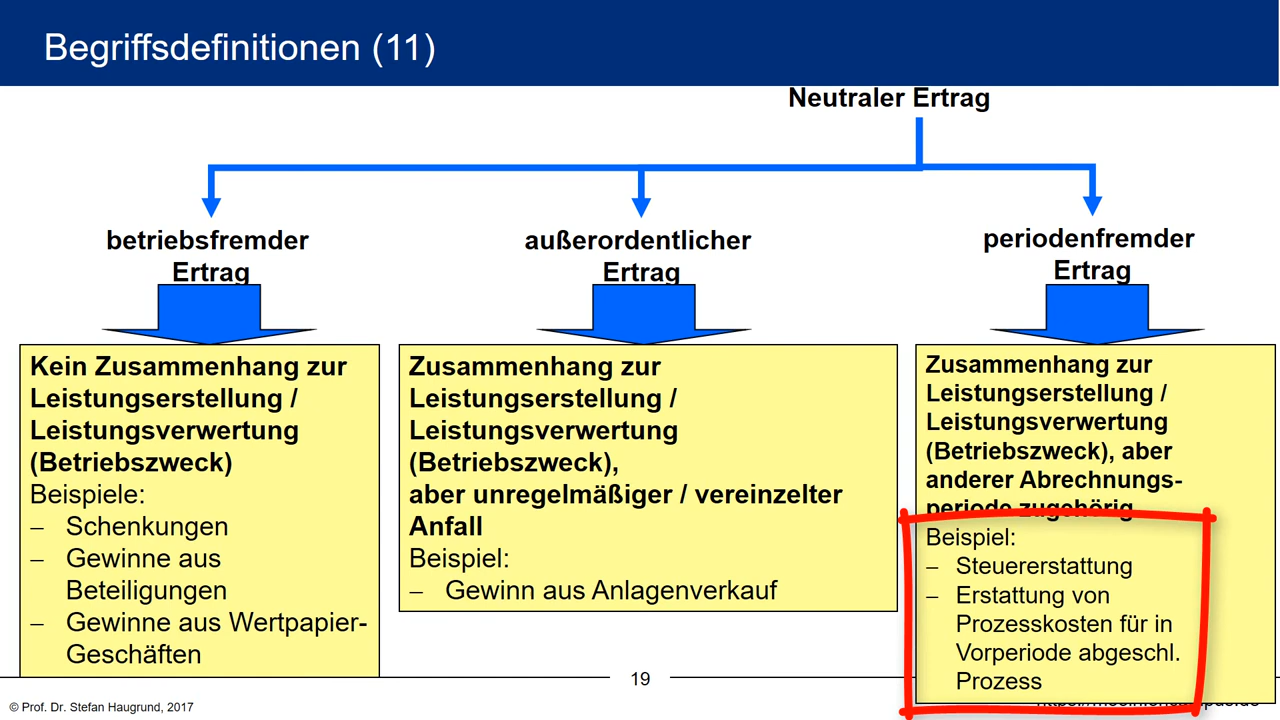 Begriffsdefinitionen (11)
Neutraler Ertrag
betriebsfremder
Ertrag
außerordentlicher
Ertrag
periodenfremder
Ertrag
Kein Zusammenhang zur
Leistungserstellung /
Leistungsverwertung
(Betriebszweck)
Beispiele:
– Schenkungen
– Gewinne aus
Beteiligungen
– Gewinne aus Wertpapier-
Geschäften
Zusammenhang zur
Leistungserstellung /
Leistungsverwertung
(Betriebszweck),
aber unregelmäßiger / vereinzelter
Anfall
Beispiel:
– Gewinn aus Anlagenverkauf
Zusammenhang zur
Leistungserstellung /
Leistungsverwertung
(Betriebszweck), aber
anderer Abrechnungs-
periode zugehörig
Beispiel:
– Steuererstattung
– Erstattung von
Prozesskosten für in
Vorperiode abgeschl.
Prozess
19
© Prof. Dr. Stefan Haugrund, 2017